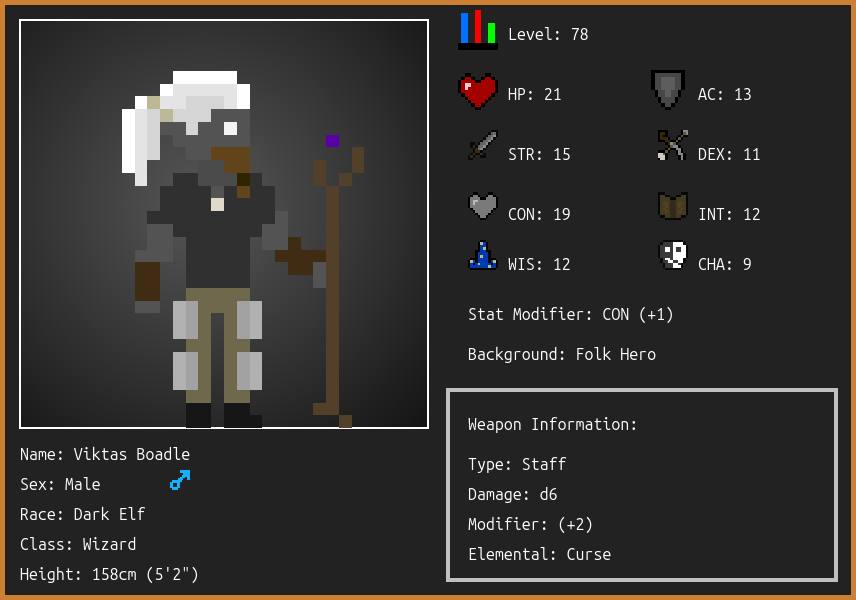 Level: 78
HP: 21
AC: 13
STR: 15
DEX: 11
CON: 19
INT: 12
WIS: 12
CHA: 9
Stat Modifier: CON (+1)
Background: Folk Hero
Weapon Information:
Type: Staff
Damage: d6
Modifier: (+2)
Elemental: Curse
Name: Viktas Boadle
Sex: Male
Race: Dark Elf
Class: Wizard
Height: 158cm (5'2")